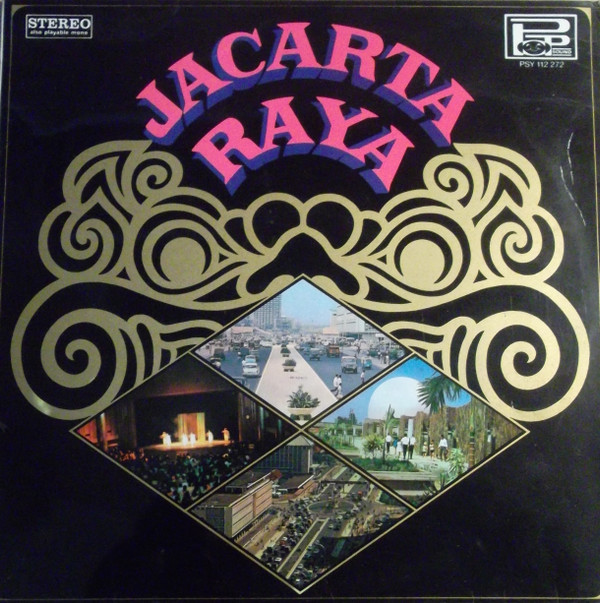 STEREO
also playable mono
JACARTA
RAYA
PSY 112 272